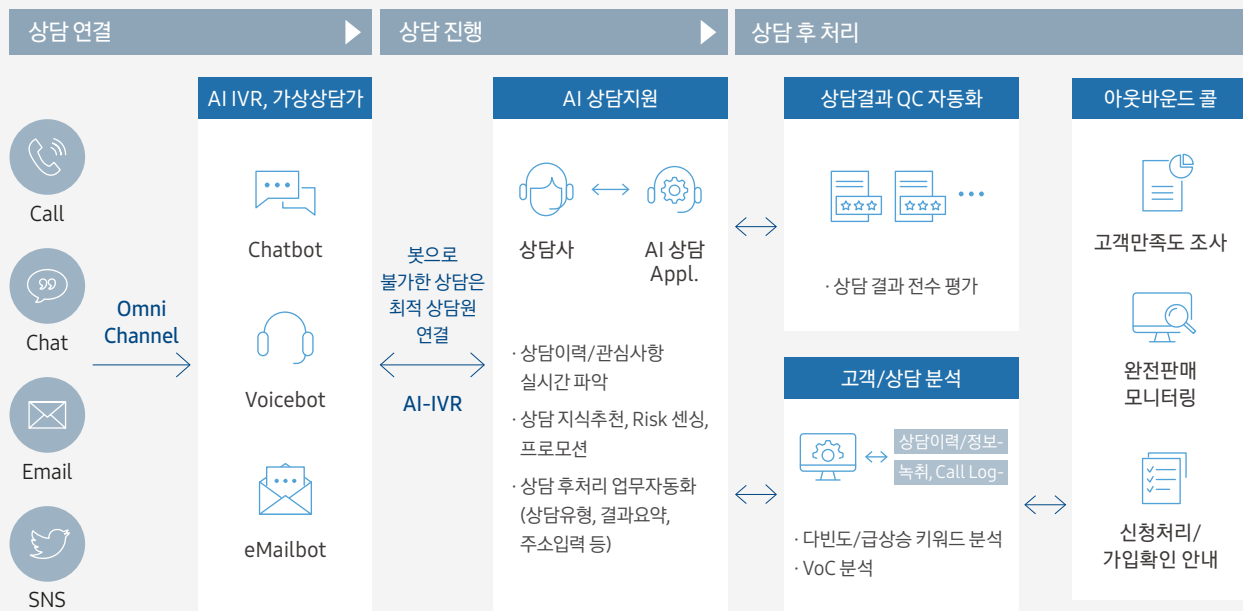 상담 연결
상담 진행
상담 후 처리
Call
Chat
Email
SNS
Omni
Channel
AI IVR, 가상상담가
Chatbot
Voicebot
eMailbot
봇으로
불가한 상담은
최적 상담원
연결
AI-IVR
AI 상담지원
상담사
AI 상담
Appl.
· 상담이력/관심사항
실시간 파악
· 상담 지식추천, Risk 센싱,
프로모션
· 상담 후처리 업무자동화
(상담유형, 결과요약,
주소입력 등)
상담결과 QC 자동화
· 상담 결과 전수 평가
고객/상담 분석
상담이력/정보-
녹취, Call Log-
· 다빈도/급상승 키워드 분석
· VoC 분석
아웃바운드 콜
고객만족도 조사
완전판매
모니터링
신청처리/
가입확인 안내